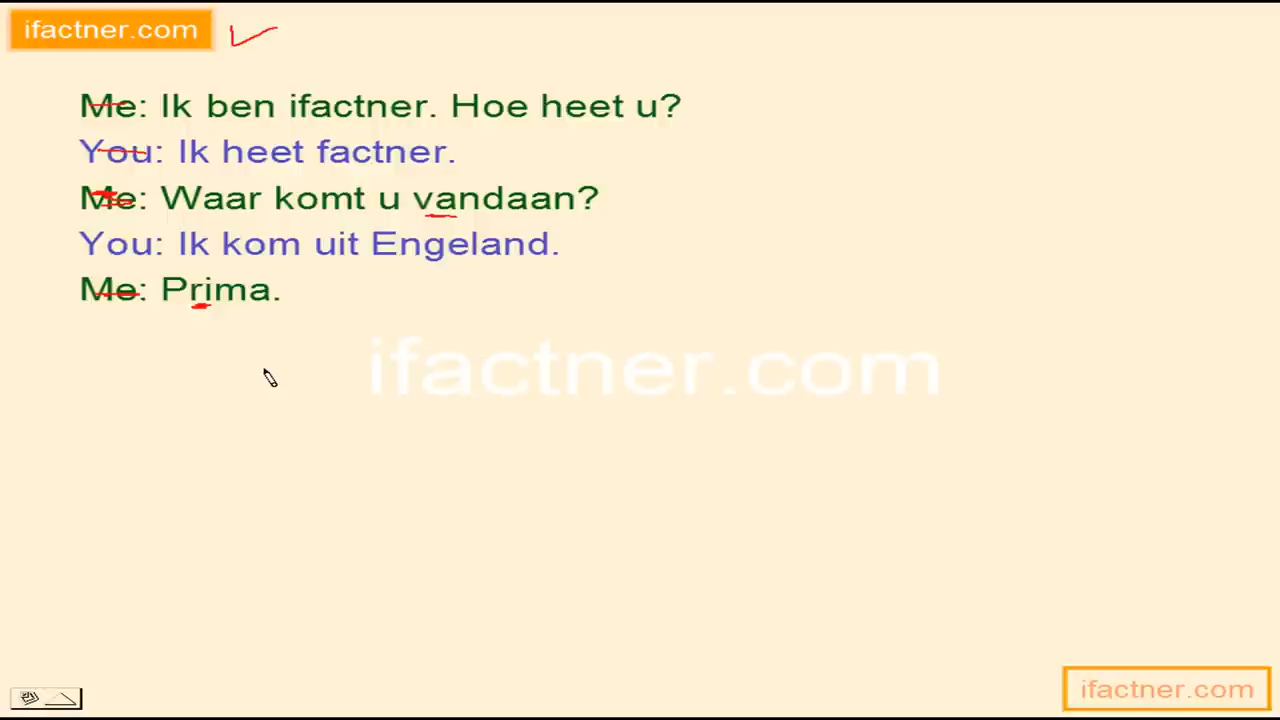 ifactner.com
Me: Ik ben ifactner. Hoe heet u?
You: Ik heet factner.
Me: Waar komt u vandaan?
You: Ik kom uit Engeland.
Me: Prima.
ifactner.com
ifactner.com